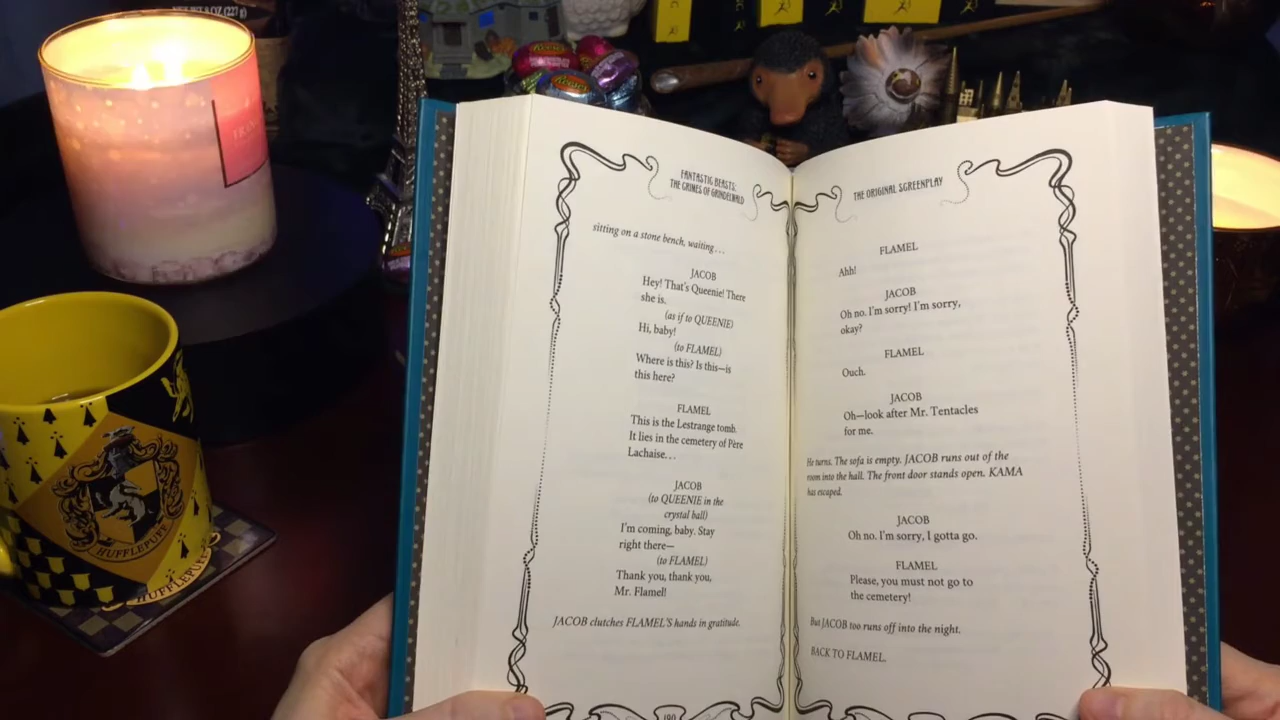 NET WT 8 OZ (227 g)
Reese's
HUFFLEPUFF
HUFFLEPUFF
FANTASTIC BEASTS:
THE CRIMES OF GRINDELWALD
sitting on a stone bench, waiting...
JACOB
Hey! That's Queenie! There
she is.
(as if to QUEENIE)
Hi, baby!
(to FLAMEL)
Where is this? Is this—is
this here?
FLAMEL
This is the Lestrange tomb.
It lies in the cemetery of Père
Lachaise...
JACOB
(to QUEENIE in the
crystal ball)
I'm coming, baby. Stay
right there—
(to FLAMEL)
Thank you, thank you,
Mr. Flamel!
JACOB clutches FLAMEL'S hands in gratitude.
190
THE ORIGINAL SCREENPLAY
FLAMEL
Ahh!
JACOB
Oh no. I'm sorry! I'm sorry,
okay?
FLAMEL
Ouch.
JACOB
Oh—look after Mr. Tentacles
for me.
He turns. The sofa is empty. JACOB runs out of the
room into the hall. The front door stands open. KAMA
has escaped.
JACOB
Oh no. I'm sorry, I gotta go.
FLAMEL
Please, you must not go to
the cemetery!
But JACOB too runs off into the night.
BACK TO FLAMEL.